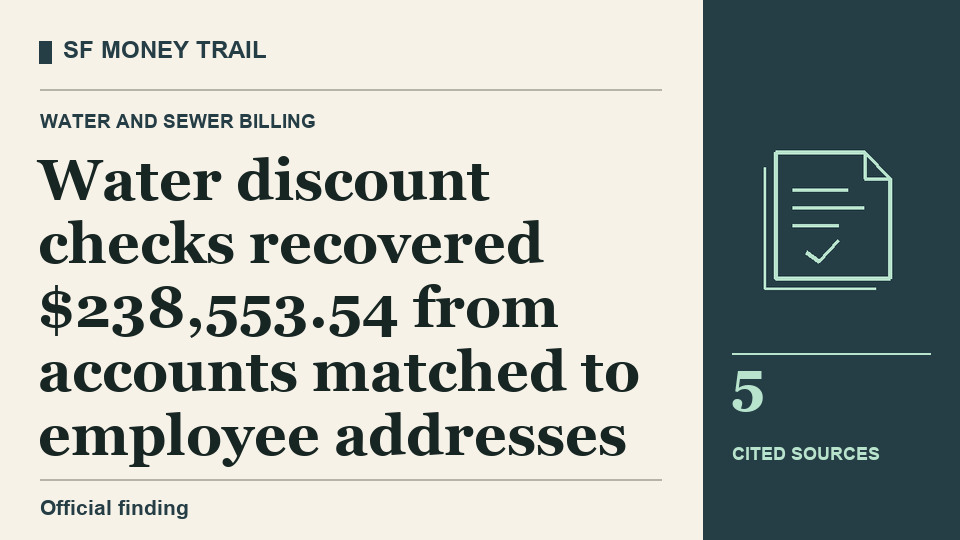 SF MONEY TRAIL
WATER AND SEWER BILLING
Water discount
checks recovered
$238,553.54 from
accounts matched to
employee addresses
Official finding
5
CITED SOURCES